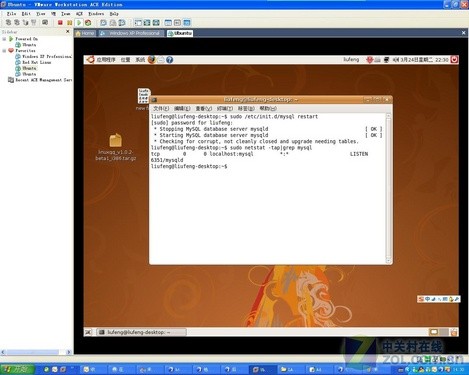 Ubuntu - VMware Workstation ACE Edition
File Edit View VM Team ACE Windows Help
Sidebar
Powered On
Ubuntu
Favorites
Windows XP Professional
Red Hat Linux
Ubuntu
Ubuntu
Recent ACE Management Serv
Home Windows XP Professional Ubuntu
应用程序 位置 系统
liufeng
3月24日星期二, 22:50
linuxqq_v1.0.2-
beta1_i386.tar.gz
liufeng@liufeng-desktop: ~
文件(F) 编辑(E) 查看(V) 终端(T) 标签(B) 帮助(H)
liufeng@liufeng-desktop:~$ sudo /etc/init.d/mysql restart
[sudo] password for liufeng:
* Stopping MySQL database server mysqld [ OK ]
* Starting MySQL database server mysqld [ OK ]
* Checking for corrupt, not cleanly closed and upgrade needing tables.
liufeng@liufeng-desktop:~$ sudo netstat -tap|grep mysql
tcp 0 0 localhost:mysql *:* LISTEN
6351/mysqld
liufeng@liufeng-desktop:~$
liufeng@liufeng-desktop: ~
开始
中关村在线
zol.com.cn